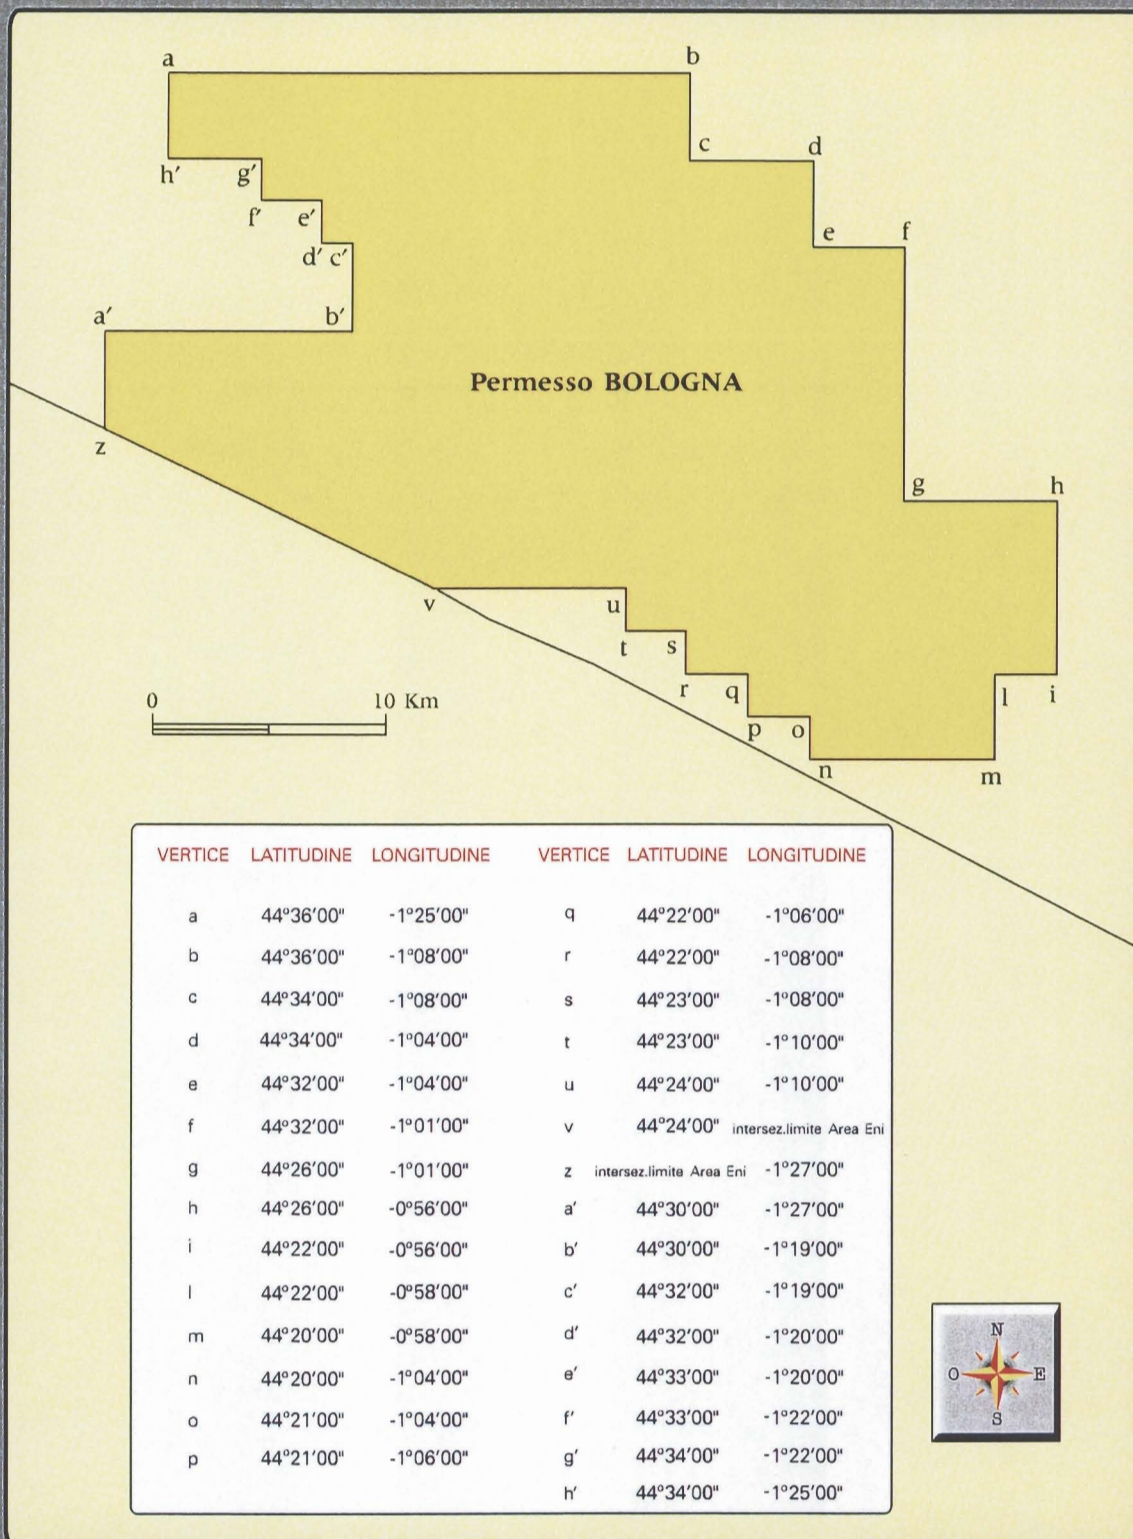 a b
c d
h' g'
f' e' e f
d' c'
a' b'
Permesso BOLOGNA
z
g h
v u
t s
r q l i
0 10 Km
p o
n m
VERTICE LATITUDINE LONGITUDINE VERTICE LATITUDINE LONGITUDINE
a 44°36'00" -1°25'00" q 44°22'00" -1°06'00"
b 44°36'00" -1°08'00" r 44°22'00" -1°08'00"
c 44°34'00" -1°08'00" s 44°23'00" -1°08'00"
d 44°34'00" -1°04'00" t 44°23'00" -1°10'00"
e 44°32'00" -1°04'00" u 44°24'00" -1°10'00"
f 44°32'00" -1°01'00" v 44°24'00" intersez.limite Area Eni
g 44°26'00" -1°01'00" z intersez.limite Area Eni -1°27'00"
h 44°26'00" -0°56'00" a' 44°30'00" -1°27'00"
i 44°22'00" -0°56'00" b' 44°30'00" -1°19'00"
l 44°22'00" -0°58'00" c' 44°32'00" -1°19'00"
m 44°20'00" -0°58'00" d' 44°32'00" -1°20'00"
n 44°20'00" -1°04'00" e' 44°33'00" -1°20'00"
o 44°21'00" -1°04'00" f' 44°33'00" -1°22'00"
p 44°21'00" -1°06'00" g' 44°34'00" -1°22'00"
h' 44°34'00" -1°25'00"
N
O E
S